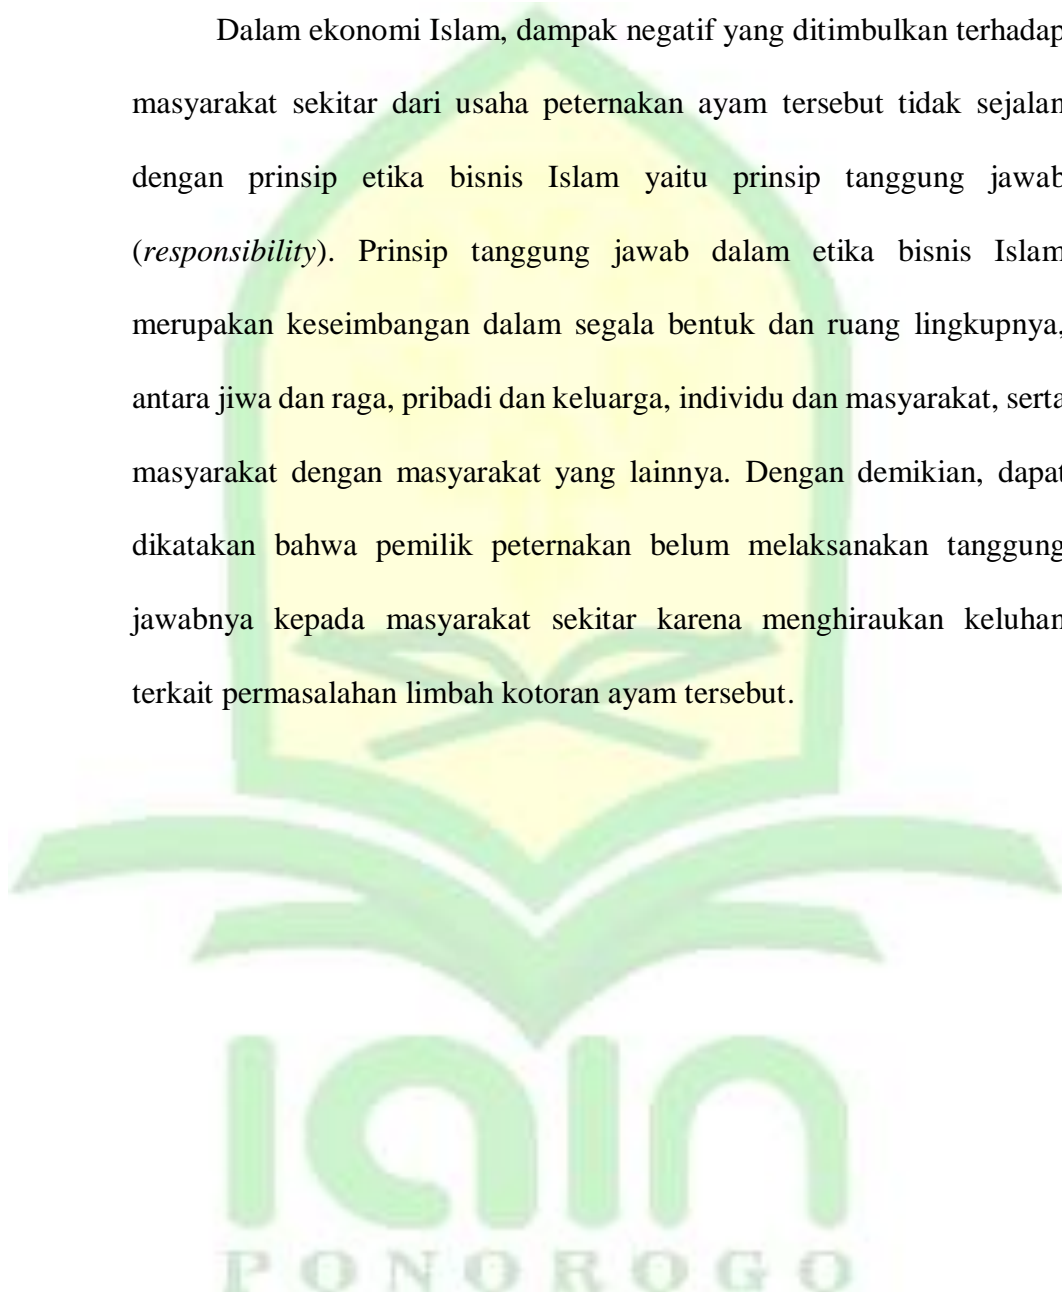 Dalam ekonomi Islam, dampak negatif yang ditimbulkan terhadap
masyarakat sekitar dari usaha peternakan ayam tersebut tidak sejalan
dengan prinsip etika bisnis Islam yaitu prinsip tanggung jawab
(responsibility). Prinsip tanggung jawab dalam etika bisnis Islam
merupakan keseimbangan dalam segala bentuk dan ruang lingkupnya,
antara jiwa dan raga, pribadi dan keluarga, individu dan masyarakat, serta
masyarakat dengan masyarakat yang lainnya. Dengan demikian, dapat
dikatakan bahwa pemilik peternakan belum melaksanakan tanggung
jawabnya kepada masyarakat sekitar karena menghiraukan keluhan
terkait permasalahan limbah kotoran ayam tersebut.
iain
PONOROGO